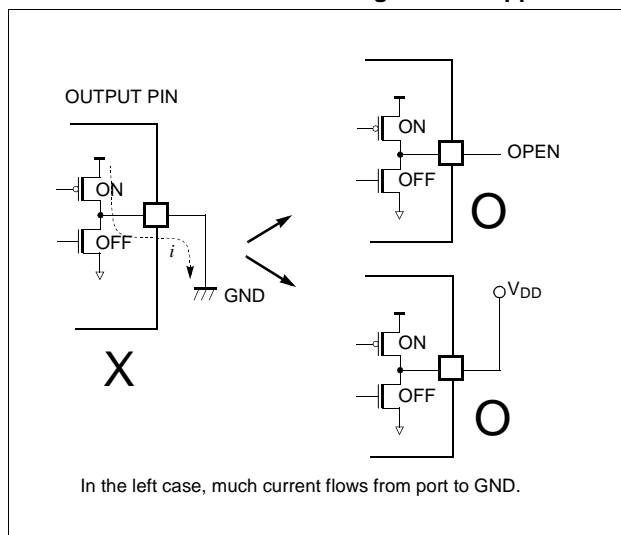 OUTPUT PIN
ON
OFF
i
GND
X
ON
OFF
OPEN
O
VDD
ON
OFF
O
In the left case, much current flows from port to GND.